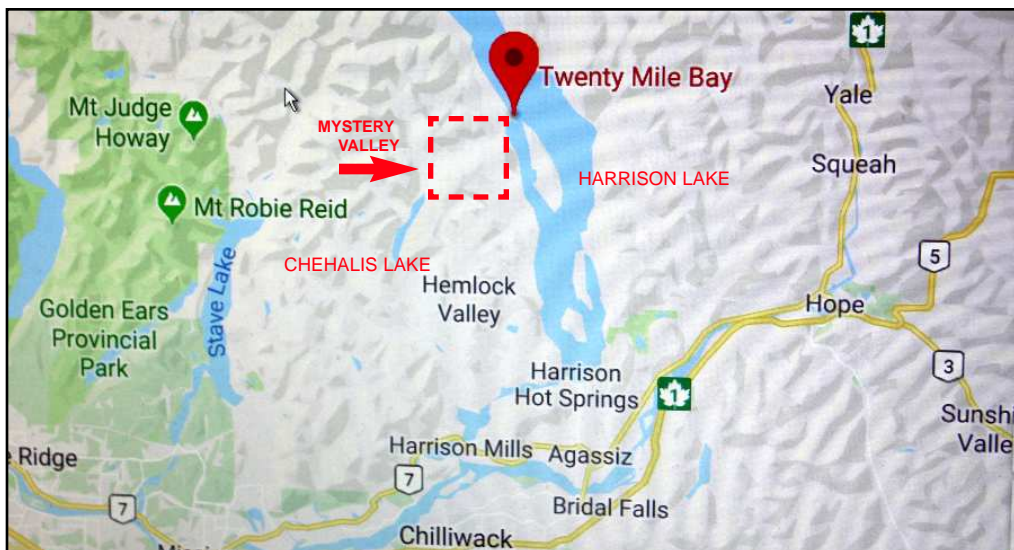 1
Twenty Mile Bay
Yale
Mt Judge
Howay
MYSTERY
VALLEY
Squeah
HARRISON LAKE
Mt Robie Reid
Stave Lake
CHEHALIS LAKE
5
Hemlock
Valley
Hope
Golden Ears
Provincial
Park
3
Harrison
Hot Springs
1
Sunshi
Valle
Harrison Mills
Agassiz
e Ridge
7
7
Bridal Falls
Chilliwack